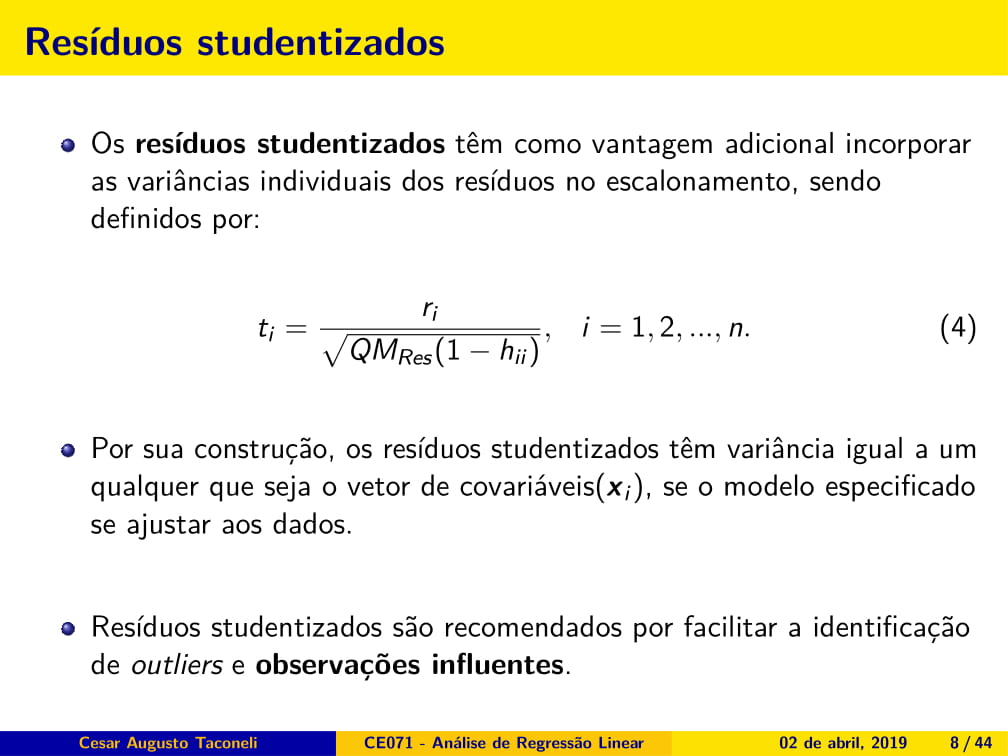 Resíduos studentizados
Os resíduos studentizados têm como vantagem adicional incorporar
as variâncias individuais dos resíduos no escalonamento, sendo
definidos por:
t_i = \frac{r_i}{\sqrt{QM_{Res}(1 - h_{ii})}}, i = 1, 2, ..., n. (4)
Por sua construção, os resíduos studentizados têm variância igual a um
qualquer que seja o vetor de covariáveis(x_i), se o modelo especificado
se ajustar aos dados.
Resíduos studentizados são recomendados por facilitar a identificação
de outliers e observações influentes.
Cesar Augusto Taconeli CE071 - Análise de Regressão Linear 02 de abril, 2019 8 / 44